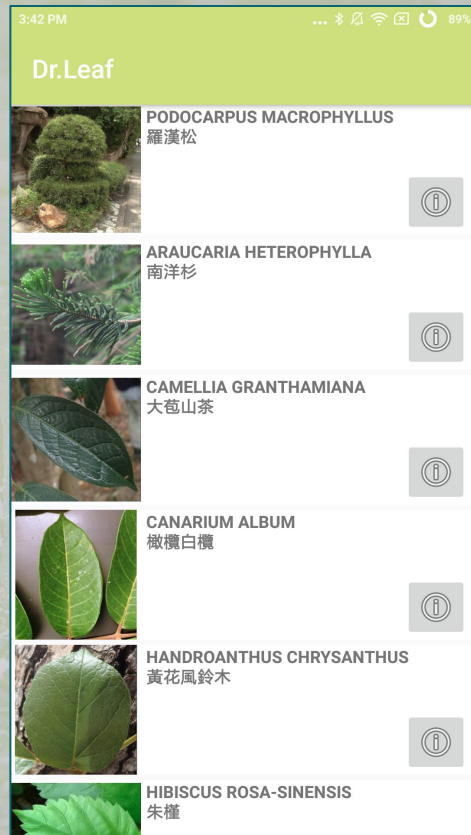 3:42 PM
89%
Dr.Leaf
PODOCARPUS MACROPHYLLUS
羅漢松
ARAUCARIA HETEROPHYLLA
南洋杉
CAMELLIA GRANTHAMIANA
大苞山茶
CANARIUM ALBUM
橄欖白欖
HANDROANTHUS CHRYSANTHUS
黃花風鈴木
HIBISCUS ROSA-SINENSIS
朱槿